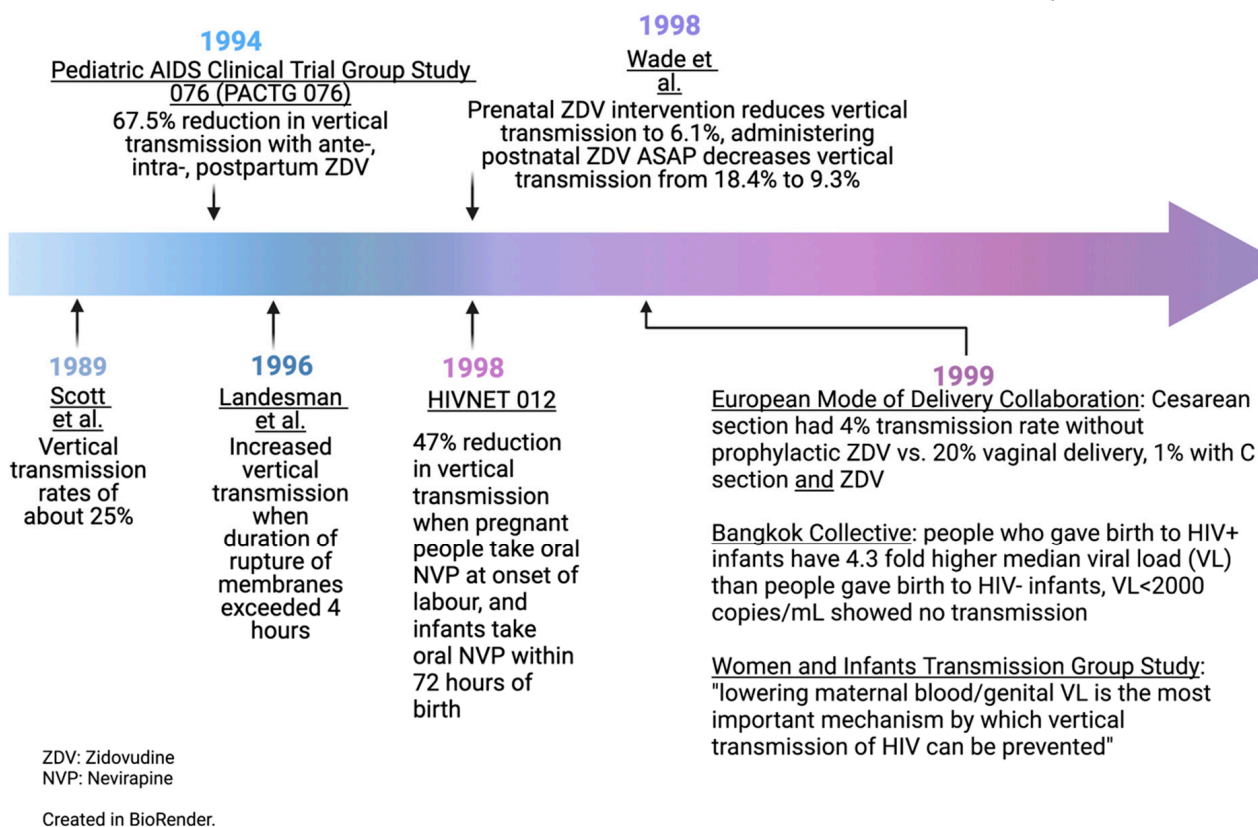 1994
Pediatric AIDS Clinical Trial Group Study
076 (PACTG 076)
67.5% reduction in vertical
transmission with ante-,
intra-, postpartum ZDV
1998
Wade et
al.
Prenatal ZDV intervention reduces vertical
transmission to 6.1%, administering
postnatal ZDV ASAP decreases vertical
transmission from 18.4% to 9.3%
1989
Scott
et al.
Vertical
transmission
rates of
about 25%
1996
Landesman
et al.
Increased
vertical
transmission
when
duration of
rupture of
membranes
exceeded 4
hours
1998
HIVNET 012
47% reduction
in vertical
transmission
when pregnant
people take oral
NVP at onset of
labour, and
infants take
oral NVP within
72 hours of
birth
1999
European Mode of Delivery Collaboration: Cesarean
section had 4% transmission rate without
prophylactic ZDV vs. 20% vaginal delivery, 1% with C
section and ZDV
Bangkok Collective: people who gave birth to HIV+
infants have 4.3 fold higher median viral load (VL)
than people gave birth to HIV- infants, VL<2000
copies/mL showed no transmission
Women and Infants Transmission Group Study:
"lowering maternal blood/genital VL is the most
important mechanism by which vertical
transmission of HIV can be prevented"
ZDV: Zidovudine
NVP: Nevirapine
Created in BioRender.